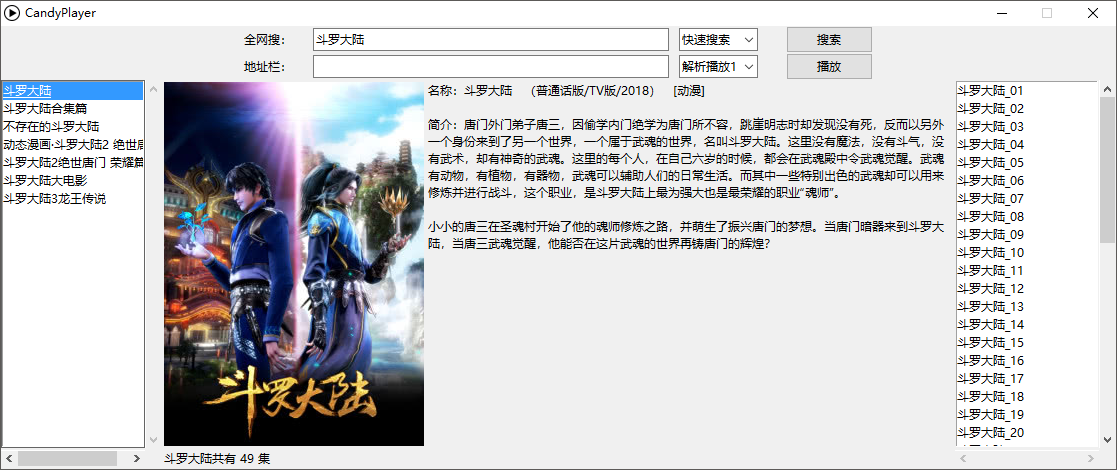 CandyPlayer
全网搜：
斗罗大陆
快速搜索
搜索
地址栏：
解析播放1
播放
斗罗大陆
斗罗大陆合集篇
不存在的斗罗大陆
动态漫画·斗罗大陆2 绝世唐
斗罗大陆2绝世唐门 荣耀篇
斗罗大陆大电影
斗罗大陆3龙王传说
斗罗大陆
名称：斗罗大陆 （普通话版/TV版/2018） [动漫]
简介：唐门外门弟子唐三，因偷学内门绝学为唐门所不容，跳崖明志时却发现没有死，反而以另外
一个身份来到了另一个世界，一个属于武魂的世界，名叫斗罗大陆。这里没有魔法，没有斗气，没
有武术，却有神奇的武魂。这里的每个人，在自己六岁的时候，都会在武魂殿中令武魂觉醒。武魂
有动物，有植物，有器物，武魂可以辅助人们的日常生活。而其中一些特别出色的武魂却可以用来
修炼并进行战斗，这个职业，是斗罗大陆上最为强大也是最荣耀的职业“魂师”。
小小的唐三在圣魂村开始了他的魂师修炼之路，并萌生了振兴唐门的梦想。当唐门暗器来到斗罗大
陆，当唐三武魂觉醒，他能否在这片武魂的世界再铸唐门的辉煌？
斗罗大陆_01
斗罗大陆_02
斗罗大陆_03
斗罗大陆_04
斗罗大陆_05
斗罗大陆_06
斗罗大陆_07
斗罗大陆_08
斗罗大陆_09
斗罗大陆_10
斗罗大陆_11
斗罗大陆_12
斗罗大陆_13
斗罗大陆_14
斗罗大陆_15
斗罗大陆_16
斗罗大陆_17
斗罗大陆_18
斗罗大陆_19
斗罗大陆_20
斗罗大陆共有 49 集